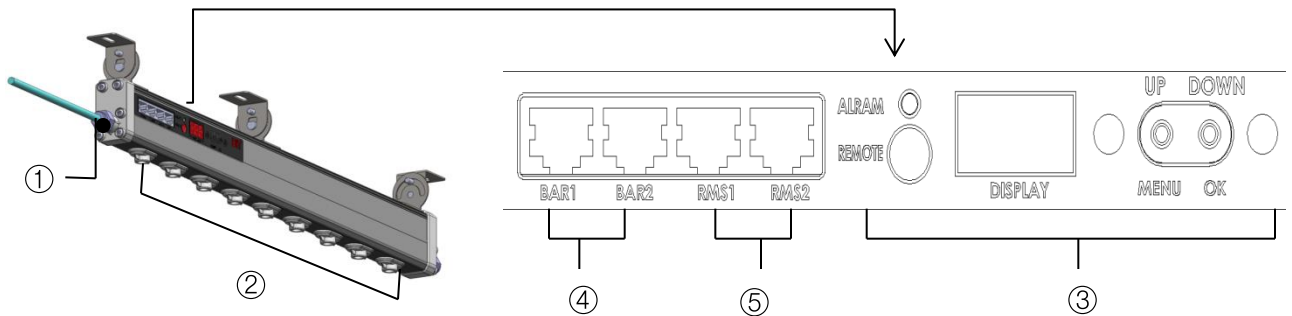 UP DOWN
ALRAM
REMOTE
BAR1 BAR2 RMS1 RMS2
DISPLAY
MENU OK
①
②
④
⑤
③